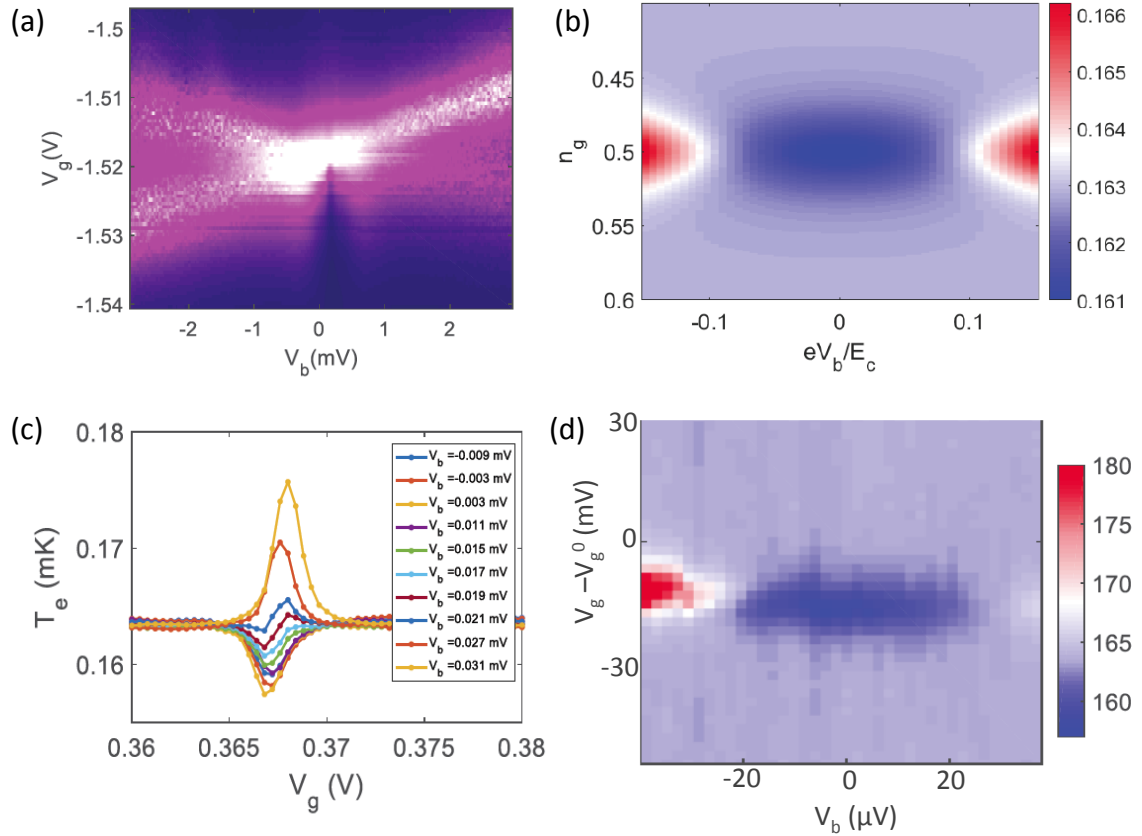 (a)
-1.5
-1.51
-1.52
-1.53
-1.54
V_g(V)
-2
-1
0
1
2
V_b(mV)
(b)
0.45
0.5
0.55
0.6
n_g
-0.1
0
0.1
eV_b/E_c
0.166
0.165
0.164
0.163
0.162
0.161
(c)
0.18
0.17
0.16
T_e (mK)
0.36
0.365
0.37
0.375
0.38
V_g (V)
V_b =-0.009 mV
V_b =-0.003 mV
V_b =0.003 mV
V_b =0.011 mV
V_b =0.015 mV
V_b =0.017 mV
V_b =0.019 mV
V_b =0.021 mV
V_b =0.027 mV
V_b =0.031 mV
(d)
30
0
-30
V_g –V_g^0 (mV)
-20
0
20
V_b (μV)
180
175
170
165
160